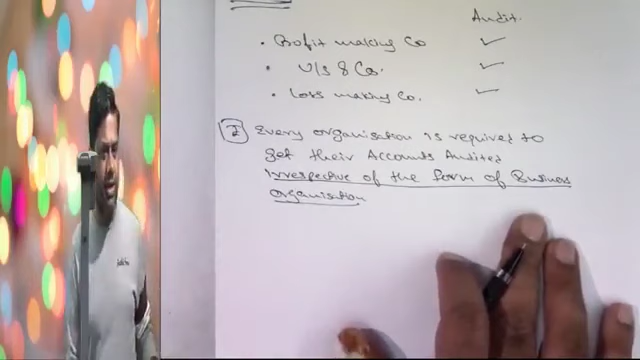 Audit.
• Profit making Co ✓
• U/s 8 Co. ✓
• Loss making Co. ✓
I Every organisation is required to
get their Accounts Audited
Irrespective of the form of Business
organisation